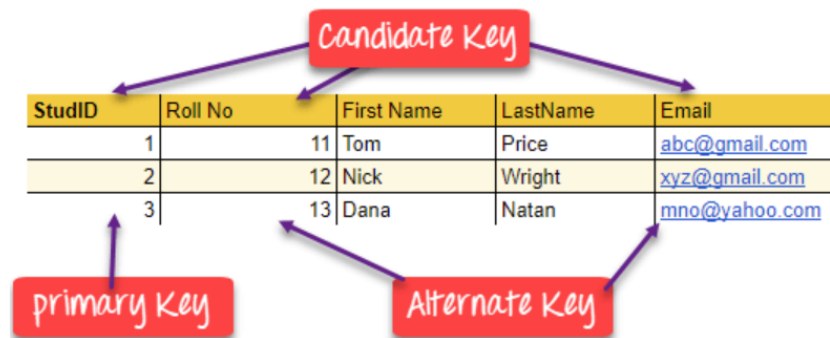 Candidate Key
StudID Roll No First Name LastName Email
1 11 Tom Price abc@gmail.com
2 12 Nick Wright xyz@gmail.com
3 13 Dana Natan mno@yahoo.com
primary Key Alternate Key